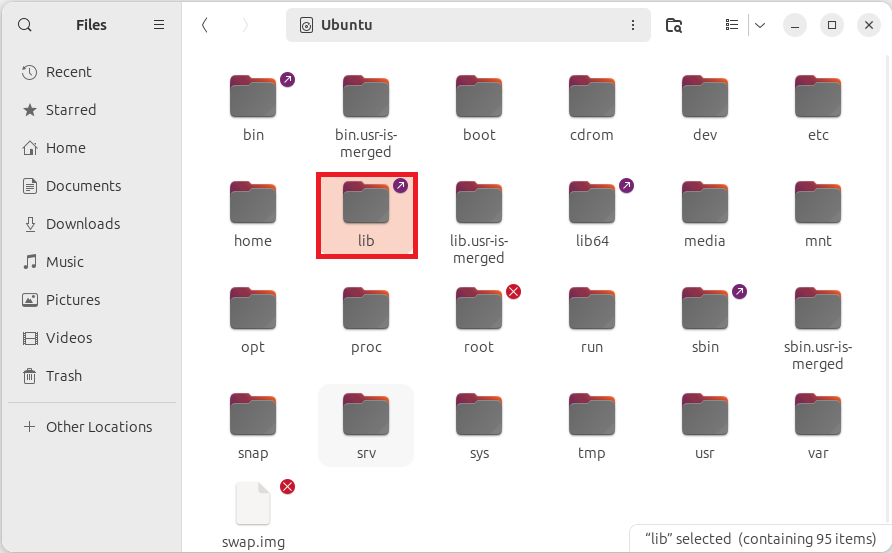 Files
Ubuntu
Recent
Starred
Home
Documents
Downloads
Music
Pictures
Videos
Trash
Other Locations
bin
bin.usr-is-
merged
boot
cdrom
dev
etc
home
lib
lib.usr-is-
merged
lib64
media
mnt
opt
proc
root
run
sbin
sbin.usr-is-
merged
snap
srv
sys
tmp
usr
var
swap.img
“lib” selected (containing 95 items)